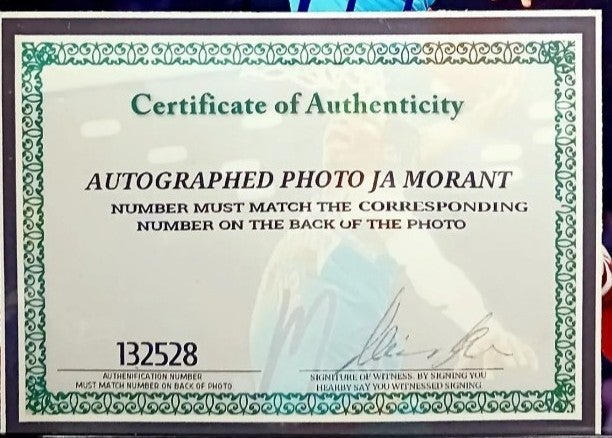 Certificate of Authenticity
AUTOGRAPHED PHOTO JA MORANT
NUMBER MUST MATCH THE CORRESPONDING
NUMBER ON THE BACK OF THE PHOTO
132528
AUTHENIFICATION NUMBER
MUST MATCH NUMBER ON BACK OF PHOTO
SIGNITURE OF WITNESS. BY SIGNING YOU
HEARBY SAY YOU WITNESSED SIGNING